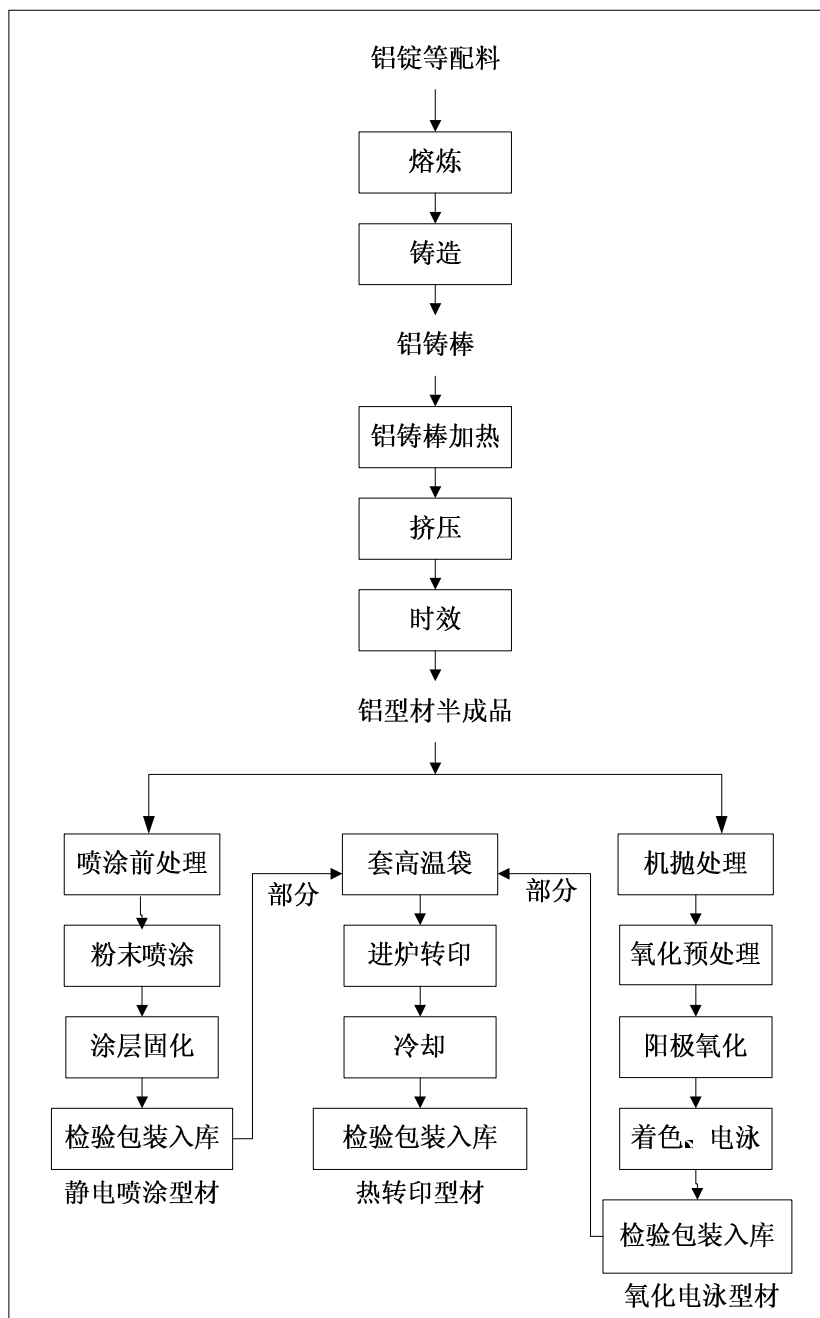 铝锭等配料
熔炼
铸造
铝铸棒
铝铸棒加热
挤压
时效
铝型材半成品
喷涂前处理
套高温袋
机抛处理
部分
部分
粉末喷涂
进炉转印
氧化预处理
涂层固化
冷却
阳极氧化
检验包装入库
检验包装入库
着色、电泳
静电喷涂型材
热转印型材
检验包装入库
氧化电泳型材